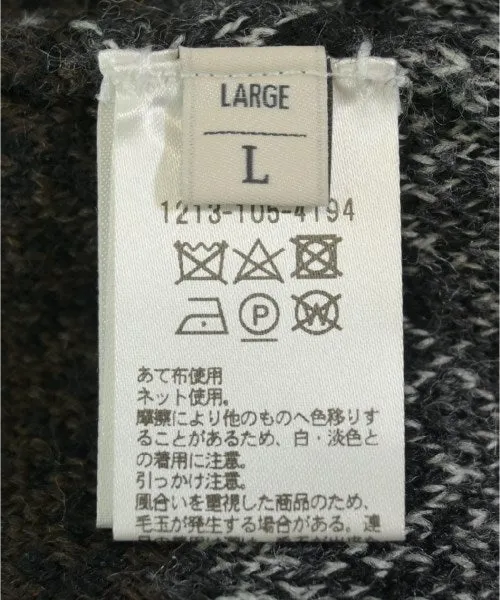 LARGE
L
1213-105-4194
P
W
あて布使用
ネット使用。
摩擦により他のものへ色移りす
ることがあるため、白・淡色と
の着用に注意。
引っかけ注意。
風合いを重視した商品のため、
毛玉が発生する場合がある。連